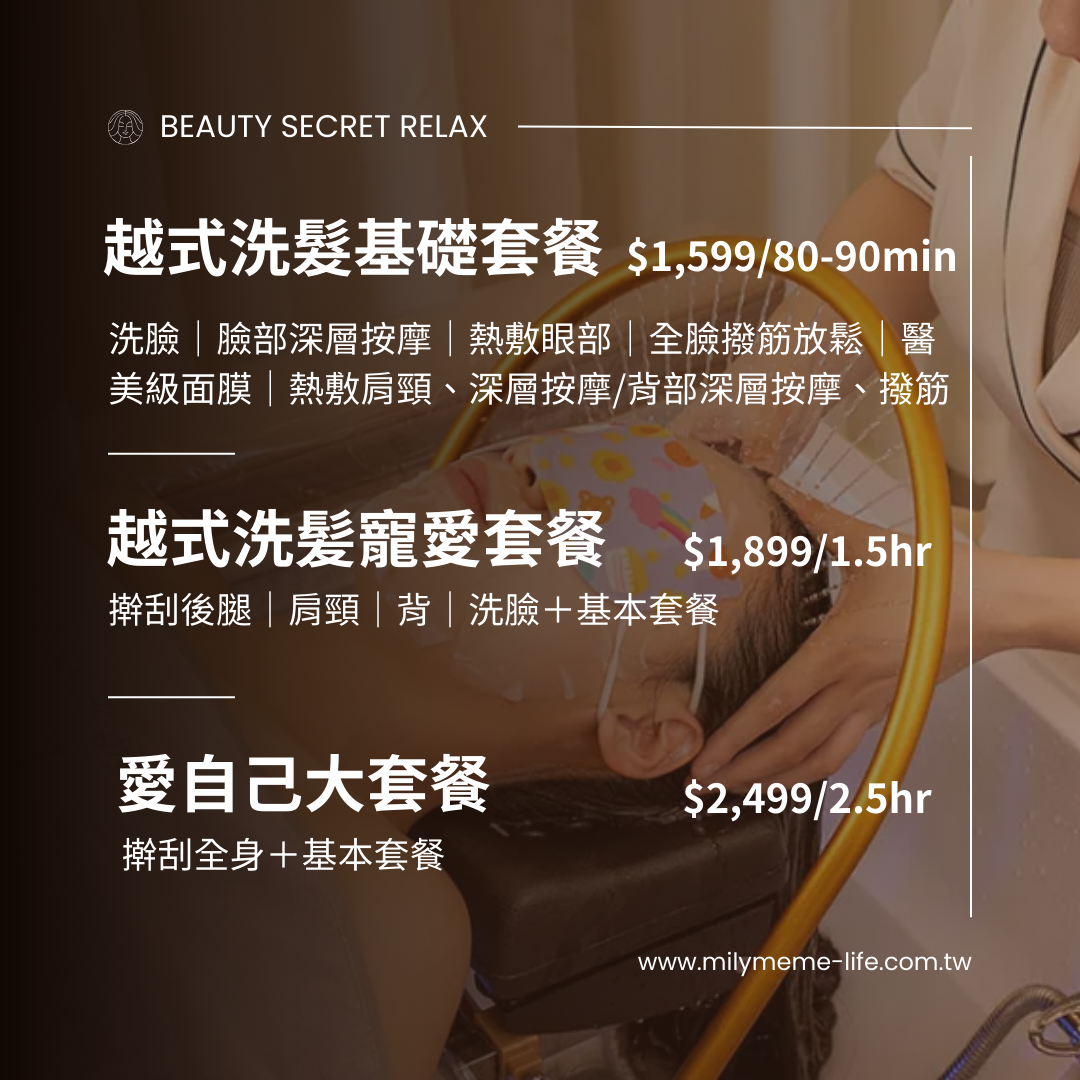 BEAUTY SECRET RELAX
越式洗髮基礎套餐 $1,599/80-90min
洗臉｜臉部深層按摩｜熱敷眼部｜全臉撥筋放鬆｜醫
美級面膜｜熱敷肩頸、深層按摩/背部深層按摩、撥筋
越式洗髮寵愛套餐 $1,899/1.5hr
擀刮後腿｜肩頸｜背｜洗臉＋基本套餐
愛自己大套餐 $2,499/2.5hr
擀刮全身＋基本套餐
www.milymeme-life.com.tw